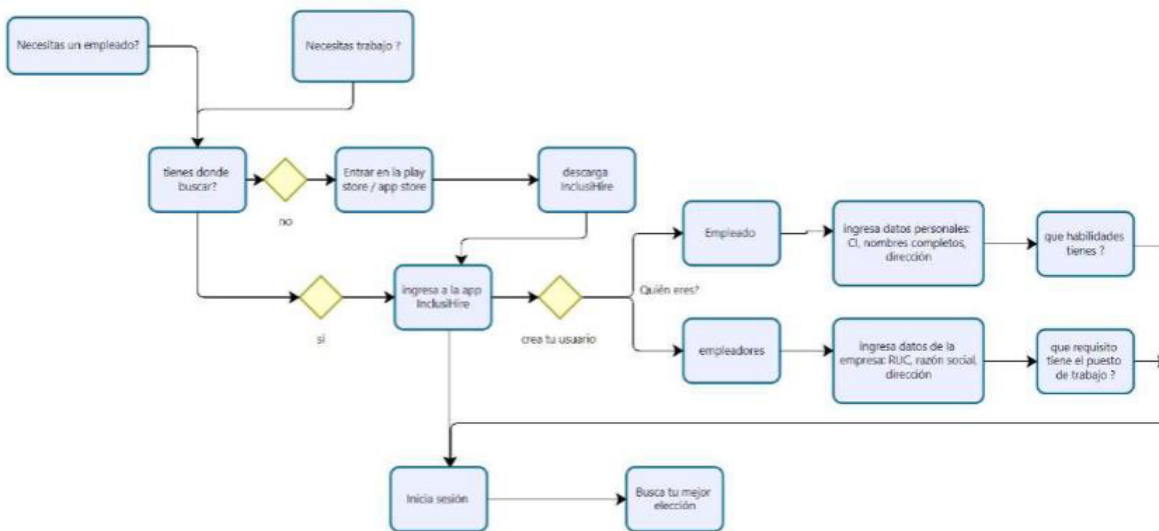 Necesitas un empleado?
Necesitas trabajo ?
tienes donde
buscar?
no
Entrar en la play
store / app store
descarga
InclusiHire
si
ingresa a la app
InclusiHire
crea tu usuario
Quién eres?
Empleado
ingresa datos personales:
CI, nombres completos,
dirección
que habilidades
tienes ?
empleadores
ingresa datos de la
empresa: RUC, razón social,
dirección
que requisito
tiene el puesto
de trabajo ?
Inicia sesión
Busca tu mejor
elección